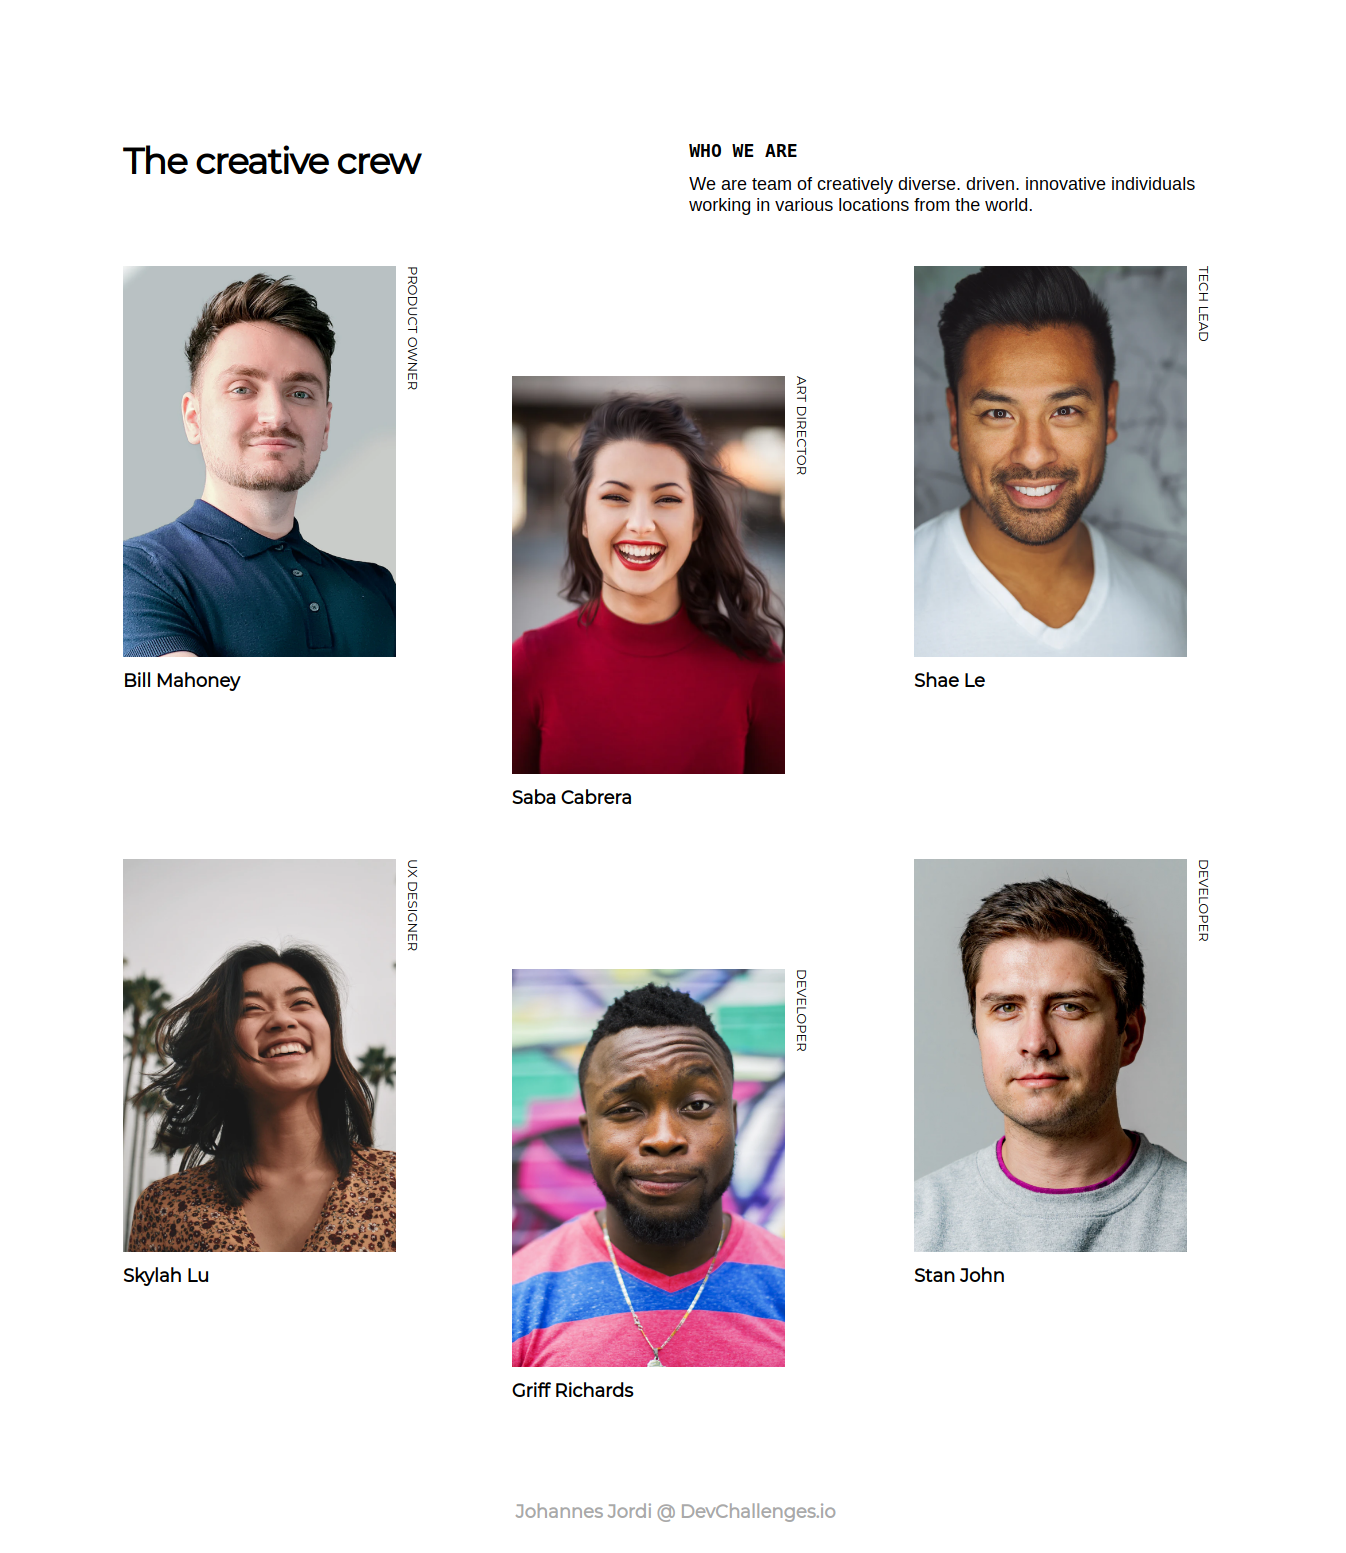 The creative crew
WHO WE ARE
We are team of creatively diverse. driven. innovative individuals
working in various locations from the world.
PRODUCT OWNER
Bill Mahoney
ART DIRECTOR
Saba Cabrera
TECH LEAD
Shae Le
UX DESIGNER
Skylah Lu
DEVELOPER
Griff Richards
DEVELOPER
Stan John
Johannes Jordi @ DevChallenges.io